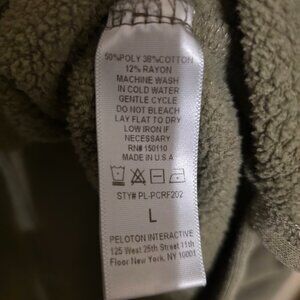 50%POLY 38%COTTON
12% RAYON
MACHINE WASH
IN COLD WATER
GENTLE CYCLE
DO NOT BLEACH
LAY FLAT TO DRY
LOW IRON IF
NECESSARY
RN# 150110
MADE IN U.S.A
STY# PL-PCRF202
L
PELOTON INTERACTIVE
125 West 25th Street 11th
Floor New York, NY 10001